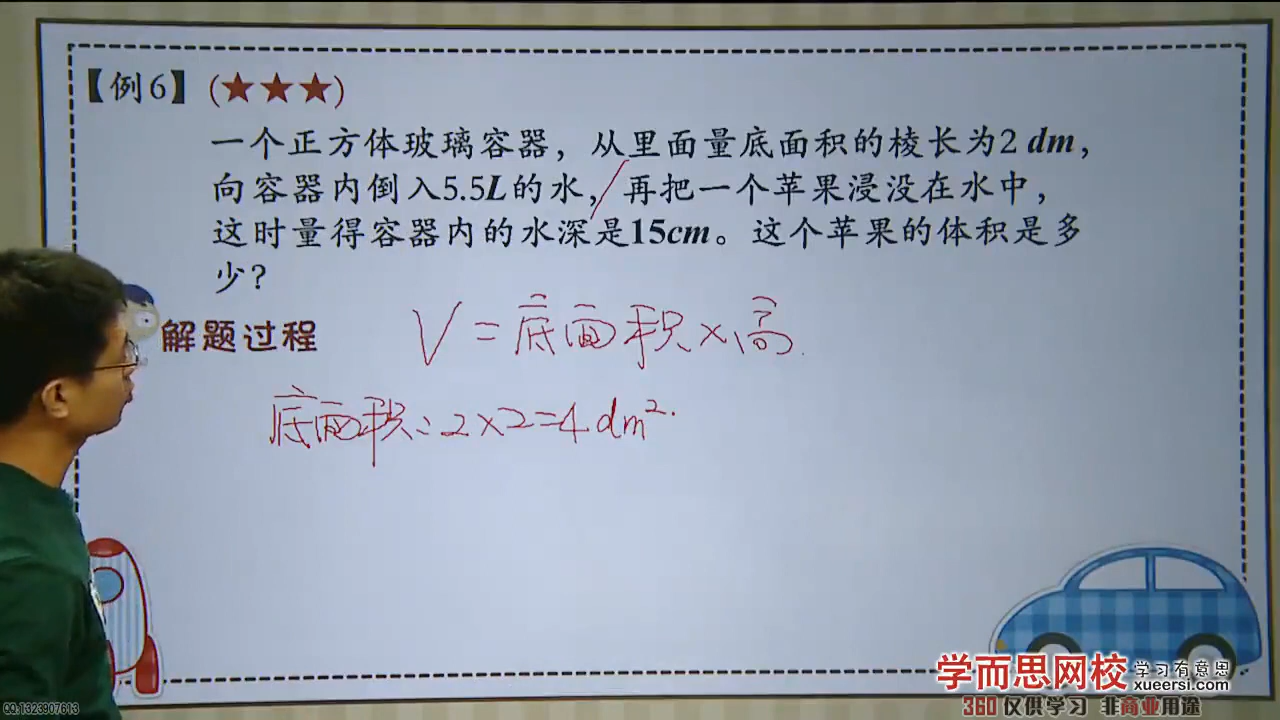 【例6】(★★★)
一个正方体玻璃容器，从里面量底面积的棱长为2 dm，
向容器内倒入5.5L的水，再把一个苹果浸没在水中，
这时量得容器内的水深是15cm。这个苹果的体积是多
少？
解题过程
V=底面积×高
底面积：2×2=4 dm²
学而思网校 学习有意思
xueersi.com
360 仅供学习 非商业用途
QQ:1323907613